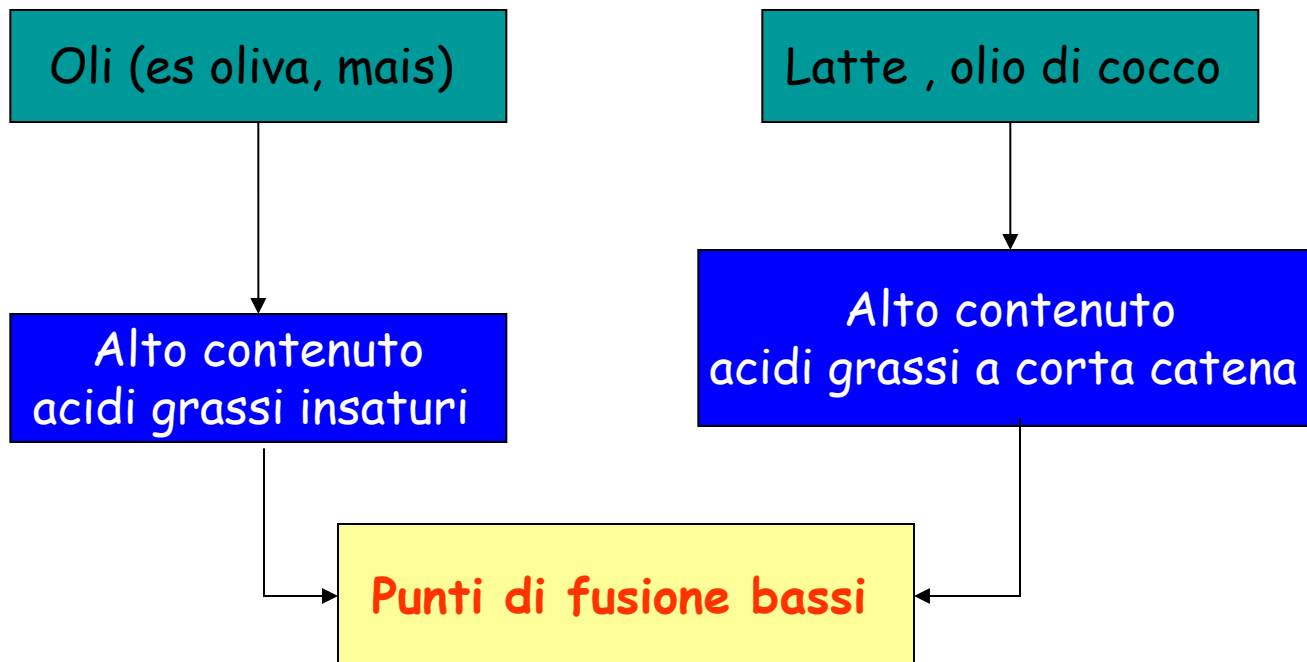 Oli (es oliva, mais)
Latte , olio di cocco
Alto contenuto
acidi grassi insaturi
Alto contenuto
acidi grassi a corta catena
Punti di fusione bassi